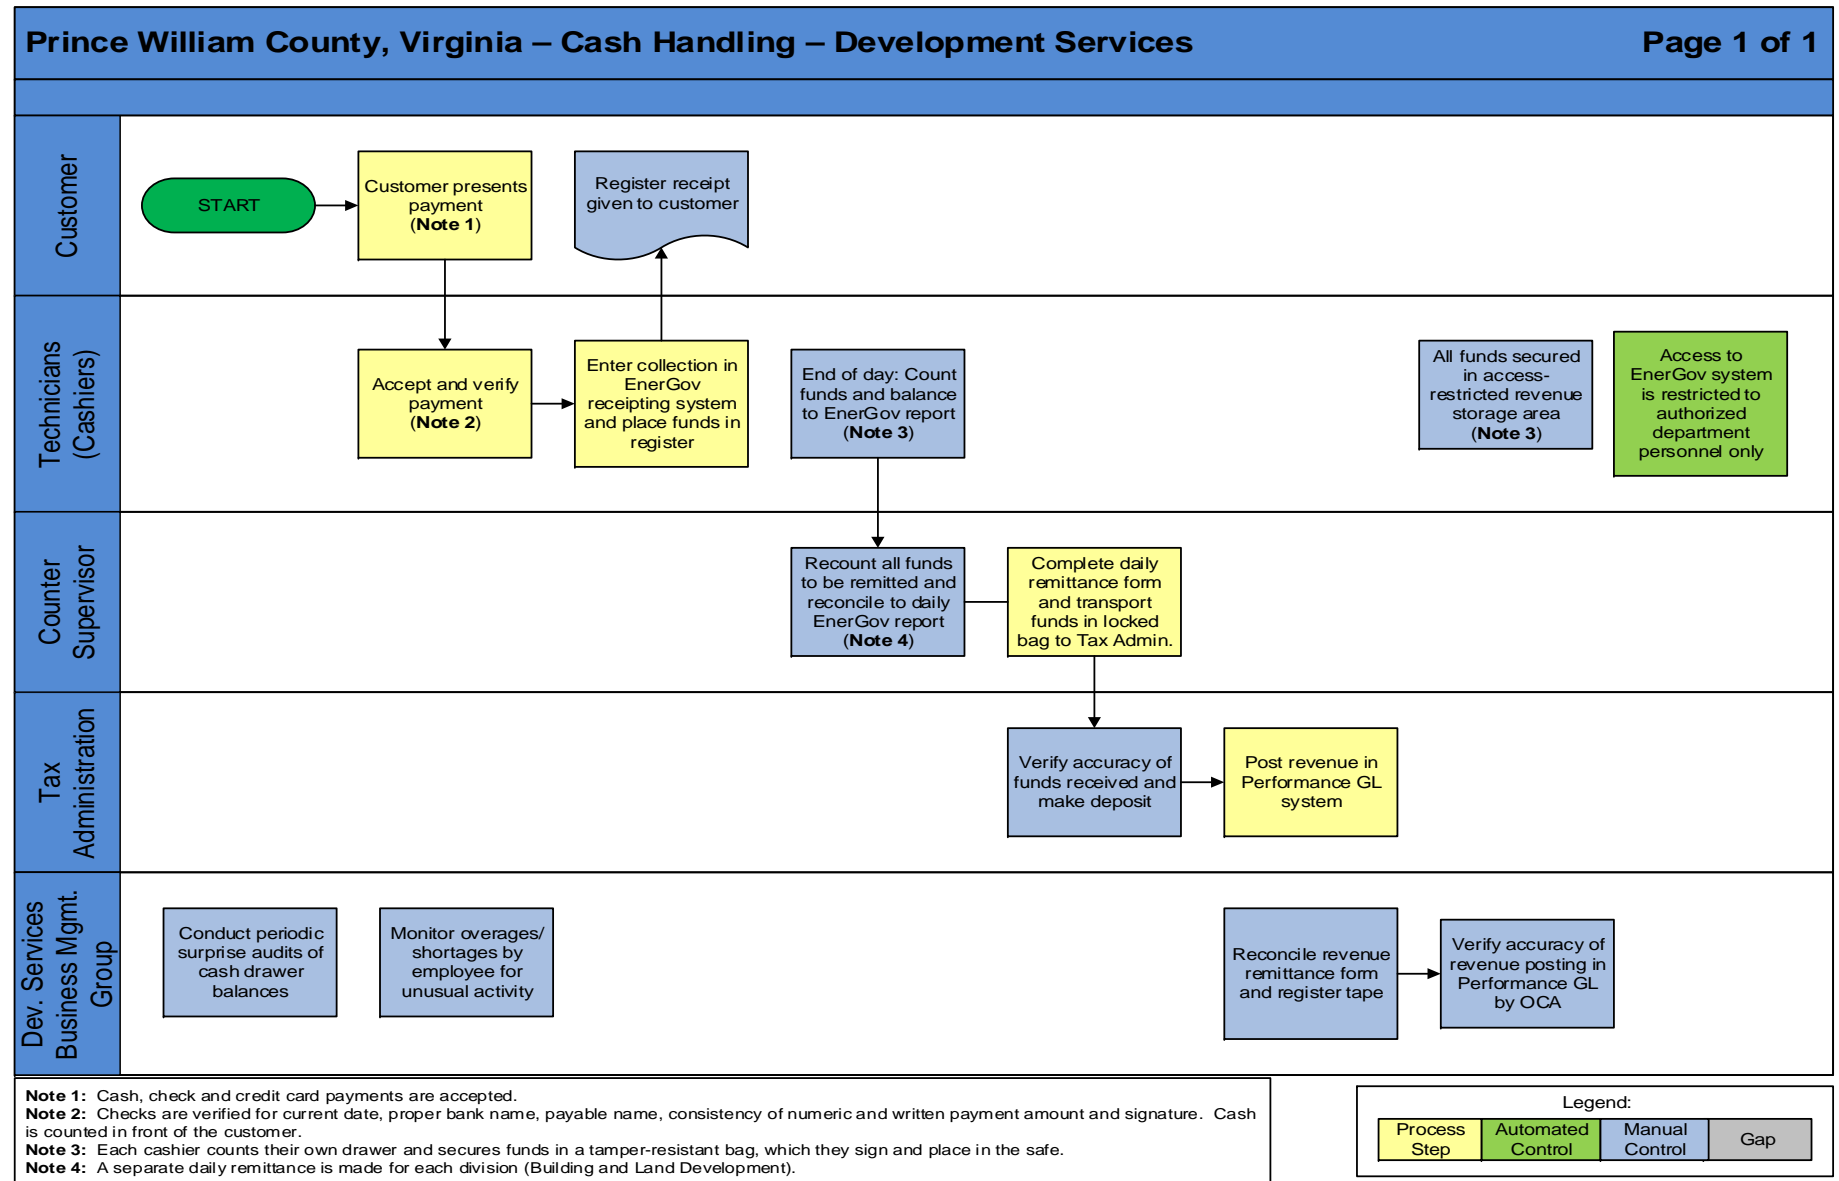 Prince William County, Virginia – Cash Handling – Development Services
Page 1 of 1
Customer
START
Customer presents
payment
(Note 1)
Register receipt
given to customer
Technicians
(Cashiers)
Accept and verify
payment
(Note 2)
Enter collection in
EnerGov
receipting system
and place funds in
register
End of day: Count
funds and balance
to EnerGov report
(Note 3)
All funds secured
in access-
restricted revenue
storage area
(Note 3)
Access to
EnerGov system
is restricted to
authorized
department
personnel only
Counter
Supervisor
Recount all funds
to be remitted and
reconcile to daily
EnerGov report
(Note 4)
Complete daily
remittance form
and transport
funds in locked
bag to Tax Admin.
Tax
Administration
Verify accuracy of
funds received and
make deposit
Post revenue in
Performance GL
system
Dev. Services
Business Mgmt.
Group
Conduct periodic
surprise audits of
cash drawer
balances
Monitor overages/
shortages by
employee for
unusual activity
Reconcile revenue
remittance form
and register tape
Verify accuracy of
revenue posting in
Performance GL
by OCA
Note 1: Cash, check and credit card payments are accepted.
Note 2: Checks are verified for current date, proper bank name, payable name, consistency of numeric and written payment amount and signature. Cash
is counted in front of the customer.
Note 3: Each cashier counts their own drawer and secures funds in a tamper-resistant bag, which they sign and place in the safe.
Note 4: A separate daily remittance is made for each division (Building and Land Development).
Legend:
Process
Step
Automated
Control
Manual
Control
Gap